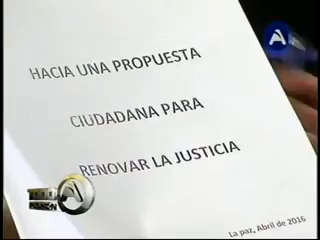 HACIA UNA PROPUESTA
CIUDADANA PARA
RENOVAR LA JUSTICIA
La paz, Abril de 2016